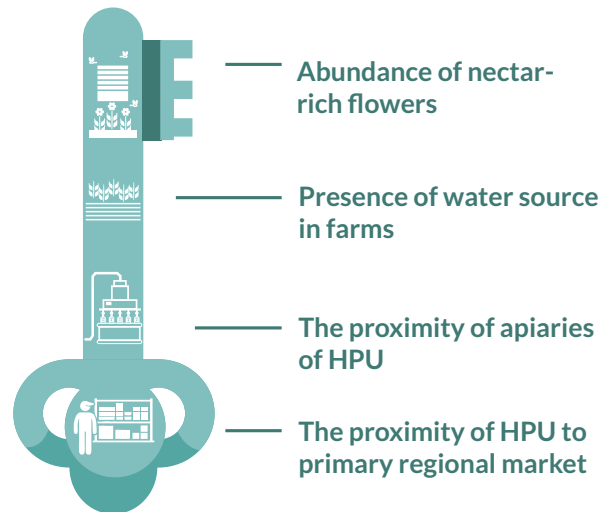 Abundance of nectar-
rich flowers
Presence of water source
in farms
The proximity of apiaries
of HPU
The proximity of HPU to
primary regional market